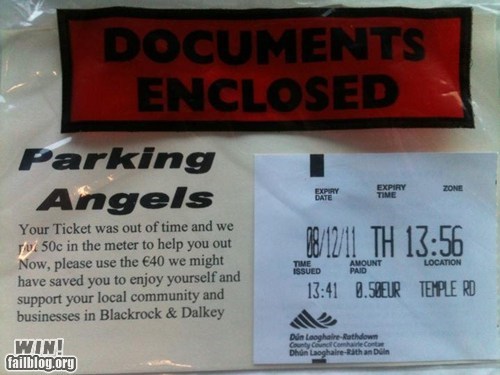 DOCUMENTS
ENCLOSED
Parking
Angels
Your Ticket was out of time and we
put 50c in the meter to help you out
Now, please use the €40 we might
have saved you to enjoy yourself and
support your local community and
businesses in Blackrock & Dalkey
EXPIRY DATE EXPIRY TIME ZONE
08/12/11 TH 13:56
TIME ISSUED AMOUNT PAID LOCATION
13:41 0.50EUR TEMPLE RD
Dún Laoghaire-Rathdown
County Council Comhairle Contae
Dhún Laoghaire-Ráth an Dúin
WIN!
failblog.org